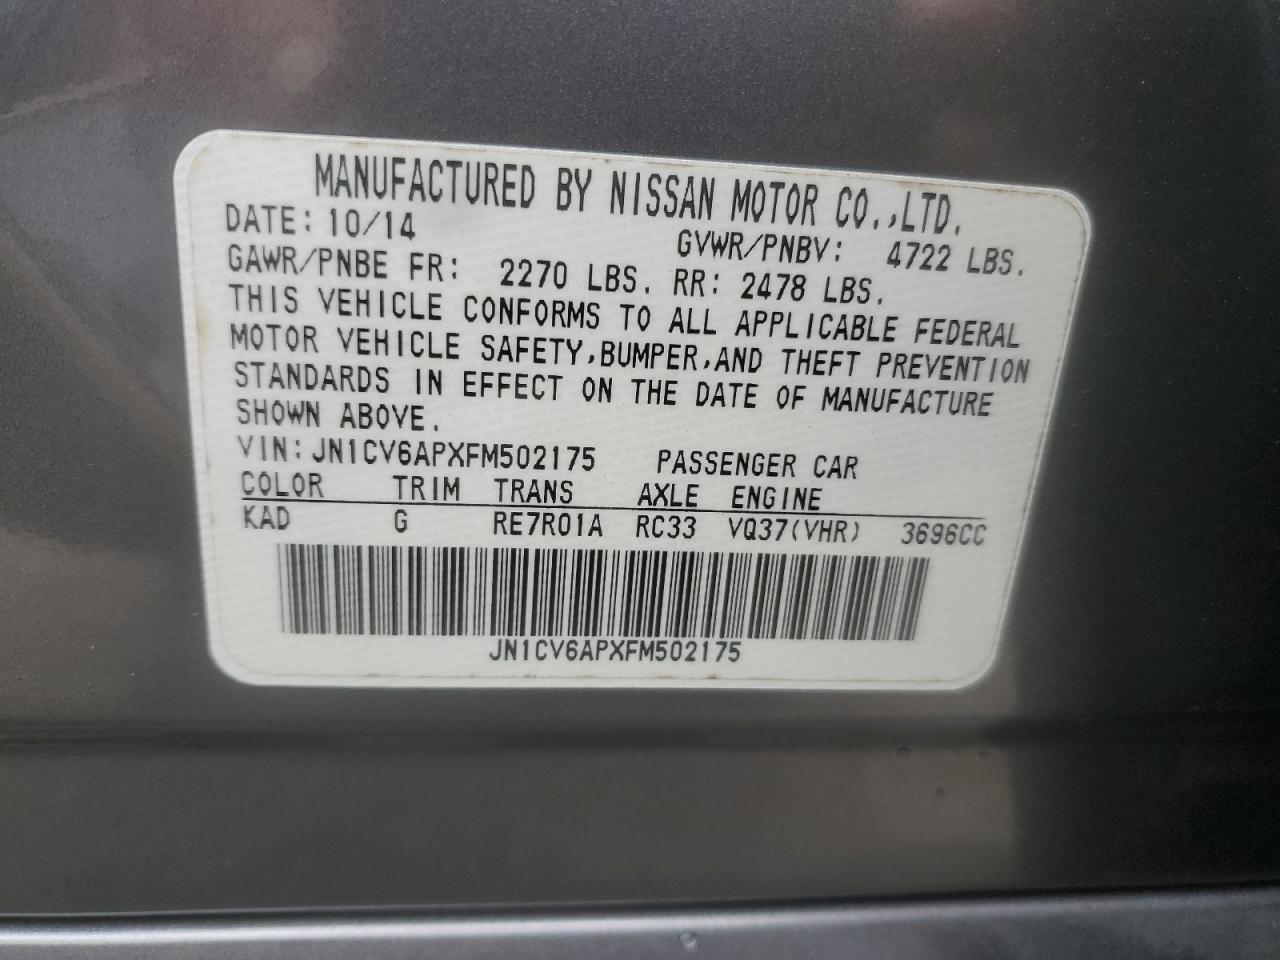 MANUFACTURED BY NISSAN MOTOR CO.,LTD.
DATE: 10/14 GVWR/PNBV: 4722 LBS.
GAWR/PNBE FR: 2270 LBS. RR: 2478 LBS.
THIS VEHICLE CONFORMS TO ALL APPLICABLE FEDERAL
MOTOR VEHICLE SAFETY,BUMPER,AND THEFT PREVENTION
STANDARDS IN EFFECT ON THE DATE OF MANUFACTURE
SHOWN ABOVE.
VIN: JN1CV6APXFM502175 PASSENGER CAR
COLOR TRIM TRANS AXLE ENGINE
KAD G RE7R01A RC33 VQ37(VHR) 3696CC
JN1CV6APXFM502175